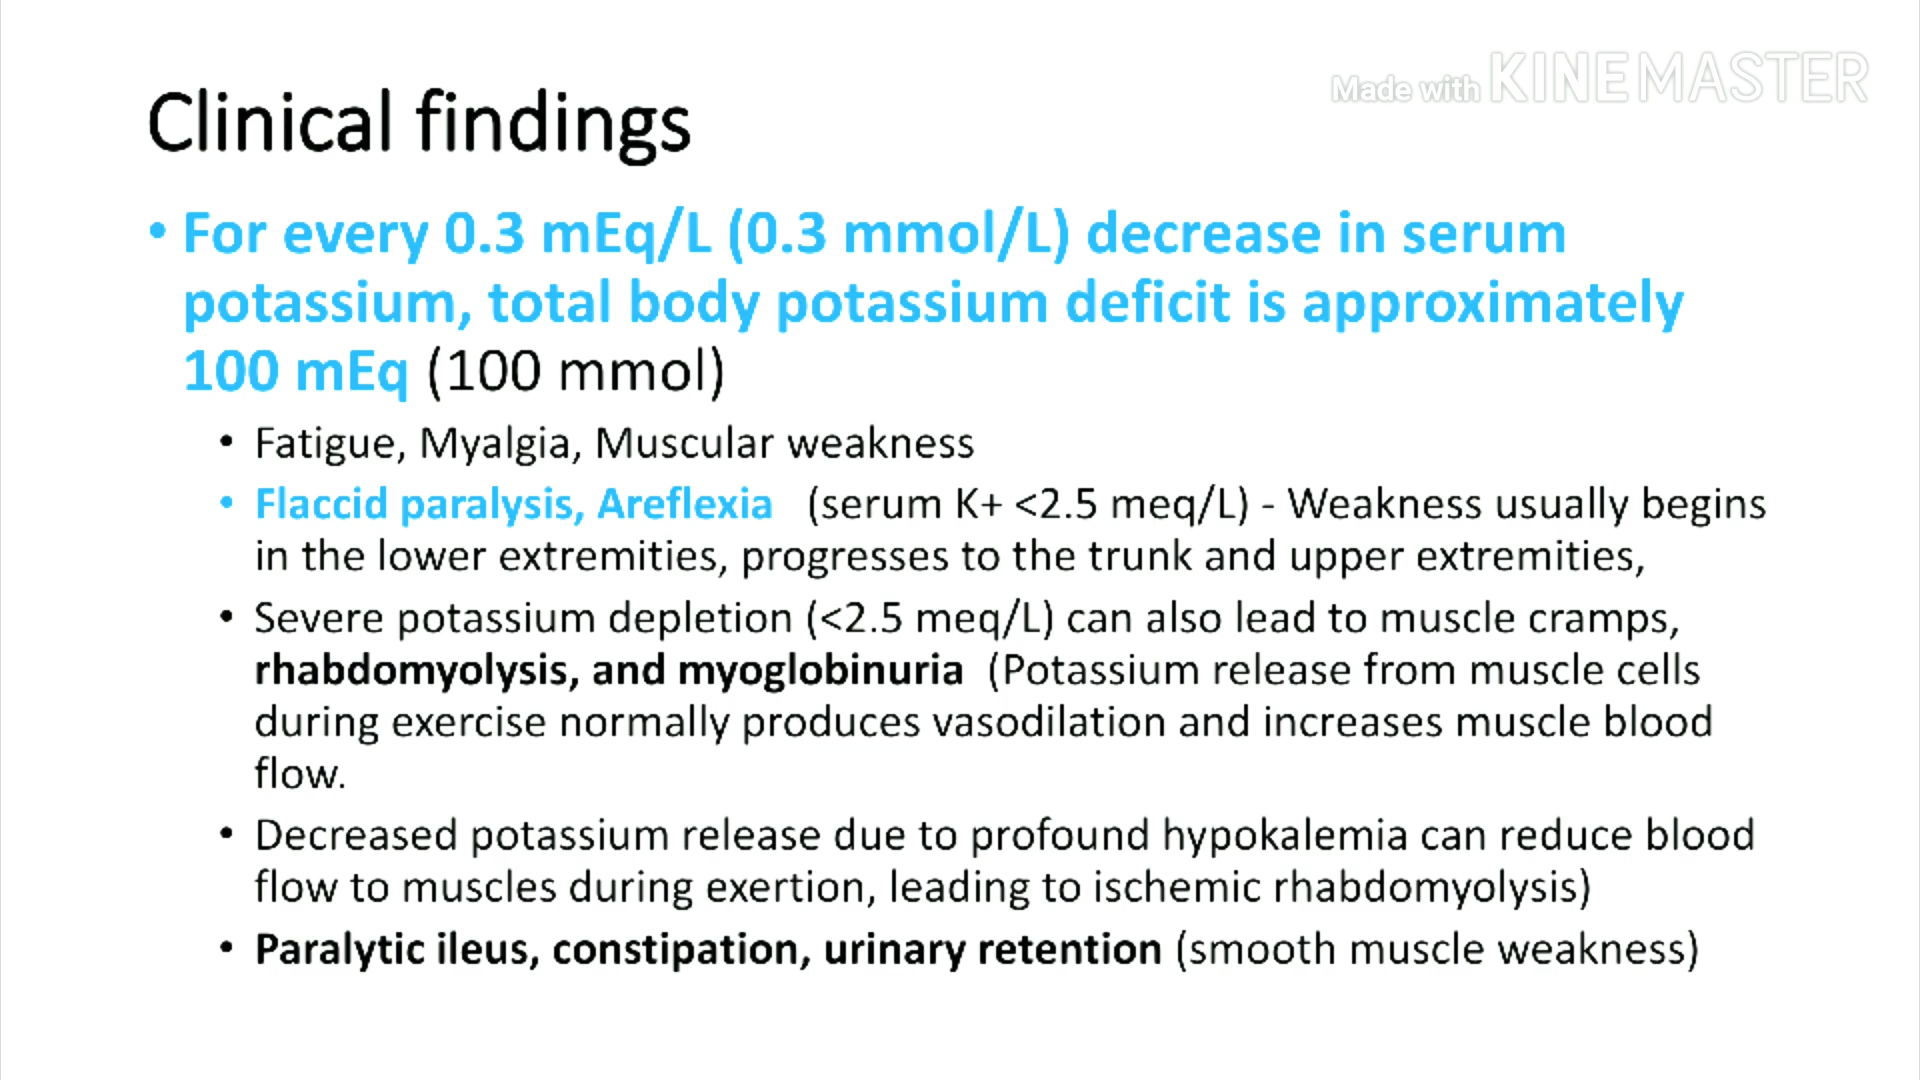 Made with KINEMASTER
Clinical findings
• For every 0.3 mEq/L (0.3 mmol/L) decrease in serum
potassium, total body potassium deficit is approximately
100 mEq (100 mmol)
• Fatigue, Myalgia, Muscular weakness
• Flaccid paralysis, Areflexia (serum K+ <2.5 meq/L) - Weakness usually begins
in the lower extremities, progresses to the trunk and upper extremities,
• Severe potassium depletion (<2.5 meq/L) can also lead to muscle cramps,
rhabdomyolysis, and myoglobinuria (Potassium release from muscle cells
during exercise normally produces vasodilation and increases muscle blood
flow.
• Decreased potassium release due to profound hypokalemia can reduce blood
flow to muscles during exertion, leading to ischemic rhabdomyolysis)
• Paralytic ileus, constipation, urinary retention (smooth muscle weakness)